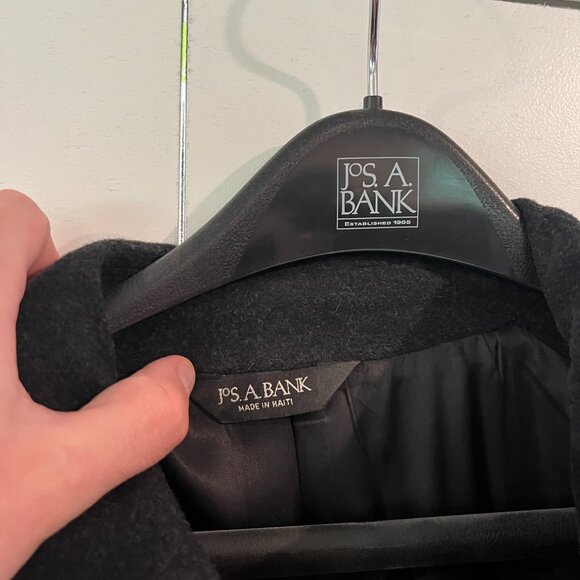 JOS. A.
BANK
ESTABLISHED 1905
JOS. A. BANK
MADE IN HAITI